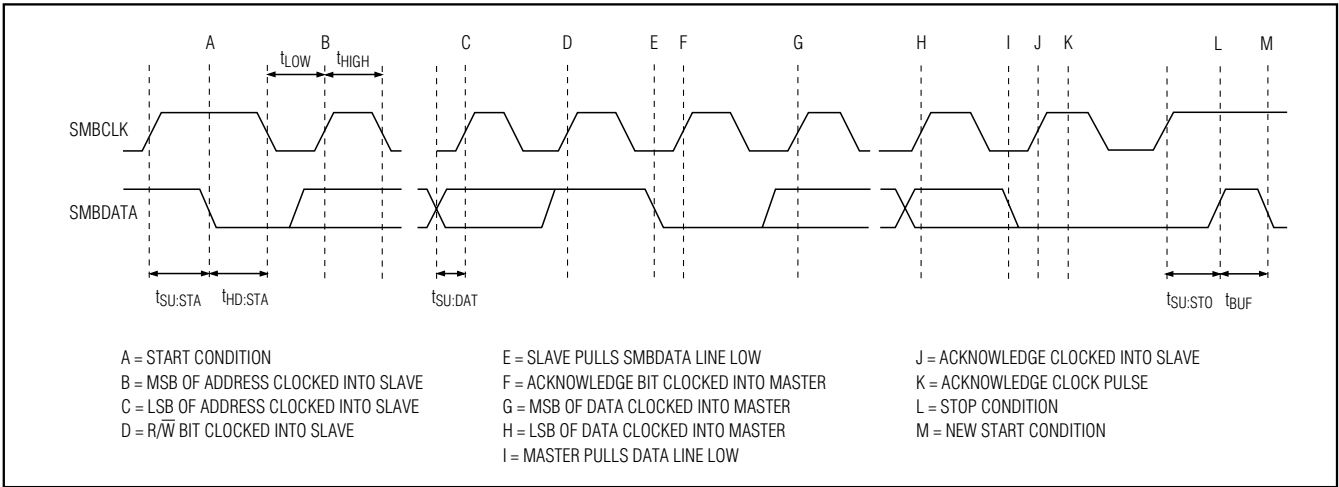 A B C D E F G H I J K L M
tLOW tHIGH
SMBCLK
SMBDATA
tSU:STA tHD:STA tSU:DAT tSU:STO tBUF
A = START CONDITION
B = MSB OF ADDRESS CLOCKED INTO SLAVE
C = LSB OF ADDRESS CLOCKED INTO SLAVE
D = R/W̅ BIT CLOCKED INTO SLAVE
E = SLAVE PULLS SMBDATA LINE LOW
F = ACKNOWLEDGE BIT CLOCKED INTO MASTER
G = MSB OF DATA CLOCKED INTO MASTER
H = LSB OF DATA CLOCKED INTO MASTER
I = MASTER PULLS DATA LINE LOW
J = ACKNOWLEDGE CLOCKED INTO SLAVE
K = ACKNOWLEDGE CLOCK PULSE
L = STOP CONDITION
M = NEW START CONDITION